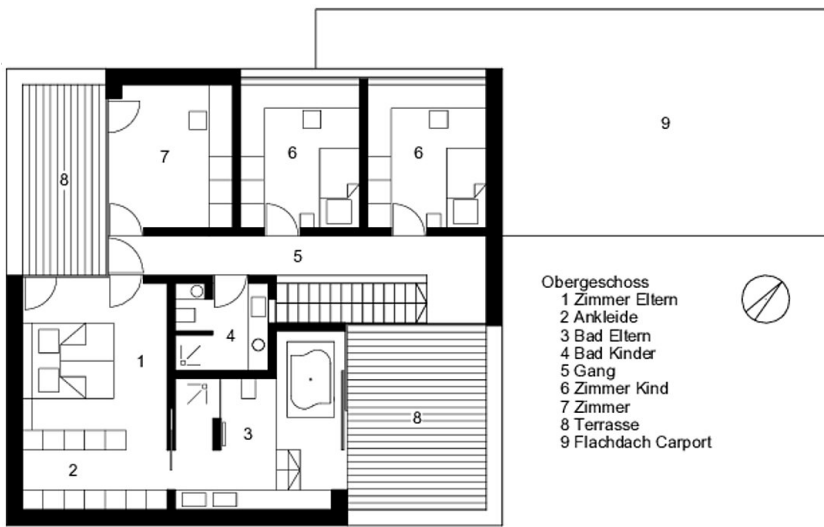 9
7
6
6
8
5
Obergeschoss
1 Zimmer Eltern
2 Ankleide
3 Bad Eltern
4 Bad Kinder
5 Gang
6 Zimmer Kind
7 Zimmer
8 Terrasse
9 Flachdach Carport
4
1
8
3
2